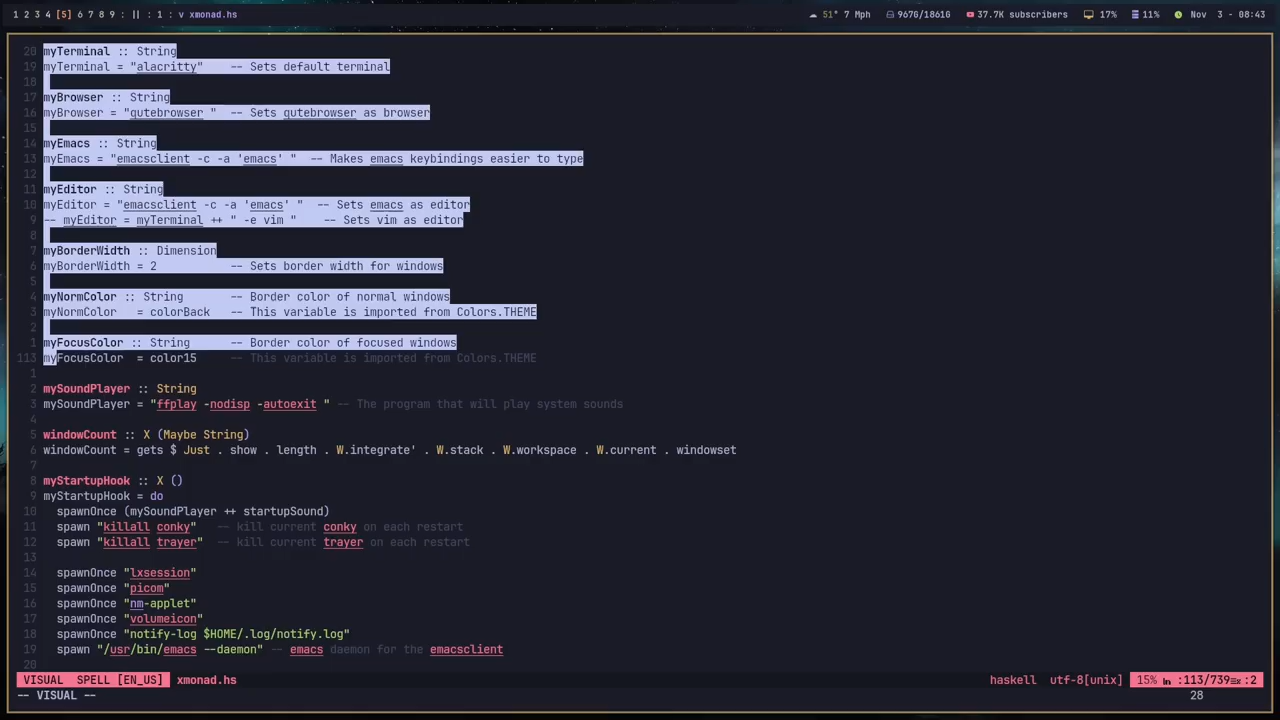 1 2 3 4 [5] 6 7 8 9 : || : 1 : v xmonad.hs
51° 7 Mph 967G/1861G 37.7K subscribers 17% 11% Nov 3 - 08:43
20 myTerminal :: String
19 myTerminal = "alacritty" -- Sets default terminal
18
17 myBrowser :: String
16 myBrowser = "qutebrowser " -- Sets qutebrowser as browser
15
14 myEmacs :: String
13 myEmacs = "emacsclient -c -a 'emacs' " -- Makes emacs keybindings easier to type
12
11 myEditor :: String
10 myEditor = "emacsclient -c -a 'emacs' " -- Sets emacs as editor
9 -- myEditor = myTerminal ++ " -e vim " -- Sets vim as editor
8
7 myBorderWidth :: Dimension
6 myBorderWidth = 2 -- Sets border width for windows
5
4 myNormColor :: String -- Border color of normal windows
3 myNormColor = colorBack -- This variable is imported from Colors.THEME
2
1 myFocusColor :: String -- Border color of focused windows
113 myFocusColor = color15 -- This variable is imported from Colors.THEME
1
2 mySoundPlayer :: String
3 mySoundPlayer = "ffplay -nodisp -autoexit " -- The program that will play system sounds
4
5 windowCount :: X (Maybe String)
6 windowCount = gets $ Just . show . length . W.integrate' . W.stack . W.workspace . W.current . windowset
7
8 myStartupHook :: X ()
9 myStartupHook = do
10 spawnOnce (mySoundPlayer ++ startupSound)
11 spawn "killall conky" -- kill current conky on each restart
12 spawn "killall trayer" -- kill current trayer on each restart
13
14 spawnOnce "lxsession"
15 spawnOnce "picom"
16 spawnOnce "nm-applet"
17 spawnOnce "volumeicon"
18 spawnOnce "notify-log $HOME/.log/notify.log"
19 spawn "/usr/bin/emacs --daemon" -- emacs daemon for the emacsclient
20
VISUAL SPELL [EN_US] xmonad.hs haskell utf-8[unix] 15% ln :113/739≡x:2
-- VISUAL -- 28